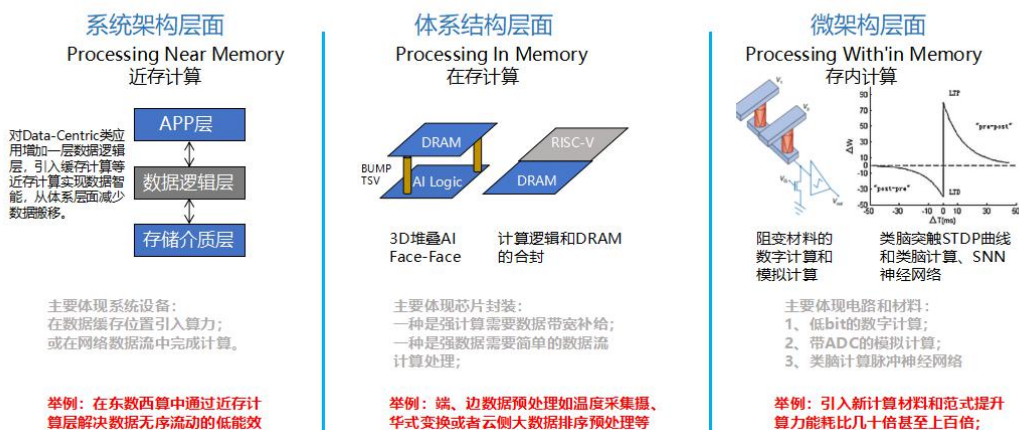 系统架构层面
Processing Near Memory
近存计算
对Data-Centric类应
用增加一层数据逻辑
层，引入缓存计算等
近存计算实现数据智
能，从体系层面减少
数据搬移。
APP层
数据逻辑层
存储介质层
主要体现系统设备：
在数据缓存位置引入算力；
或在网络数据流中完成计算。
举例：在东数西算中通过近存计
算层解决数据无序流动的低能效
体系结构层面
Processing In Memory
在存计算
DRAM
BUMP
TSV
AI Logic
RISC-V
DRAM
3D堆叠AI
Face-Face
计算逻辑和DRAM
的合封
主要体现芯片封装：
一种是强计算需要数据带宽补给；
一种是强数据需要简单的数据流
计算处理；
举例：端、边数据预处理如温度采集摄、
华式变换或者云侧大数据排序预处理等
微架构层面
Processing With'in Memory
存内计算
阻变材料的
数字计算和
模拟计算
90
70
50
30
10
0
-10
-30
-50
ΔW
LTP
"pre-post"
"post-pre"
LTD
-50
-30
-10
0
10
30
50
ΔT(ms)
类脑突触STDP曲线
和类脑计算、SNN
神经网络
主要体现电路和材料：
1、低bit的数字计算；
2、带ADC的模拟计算；
3、类脑计算脉冲神经网络
举例：引入新计算材料和范式提升
算力能耗比几十倍甚至上百倍；